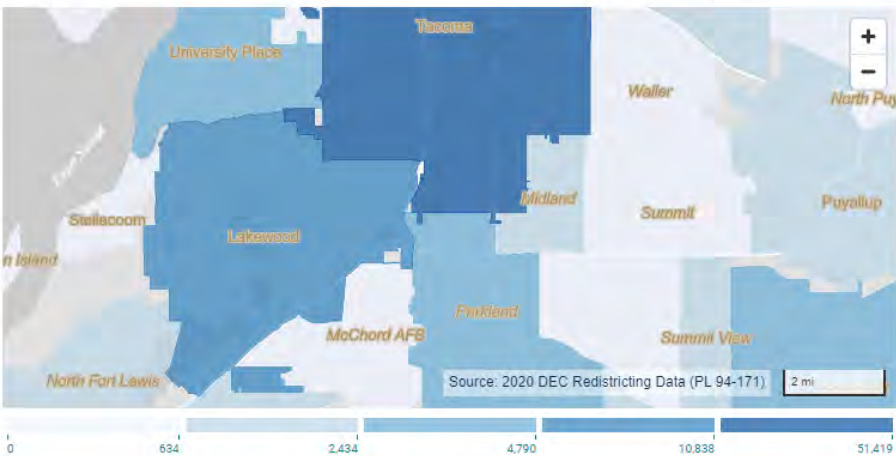 Tacoma
+
University Place
−
Waller
North Puy
Steilacoom
Midland
Puyallup
Summit
Lakewood
n Island
Parkland
McChord AFB
Summit View
North Fort Lewis
Source: 2020 DEC Redistricting Data (PL 94-171)
2 mi
0 634 2,434 4,790 10,838 51,419